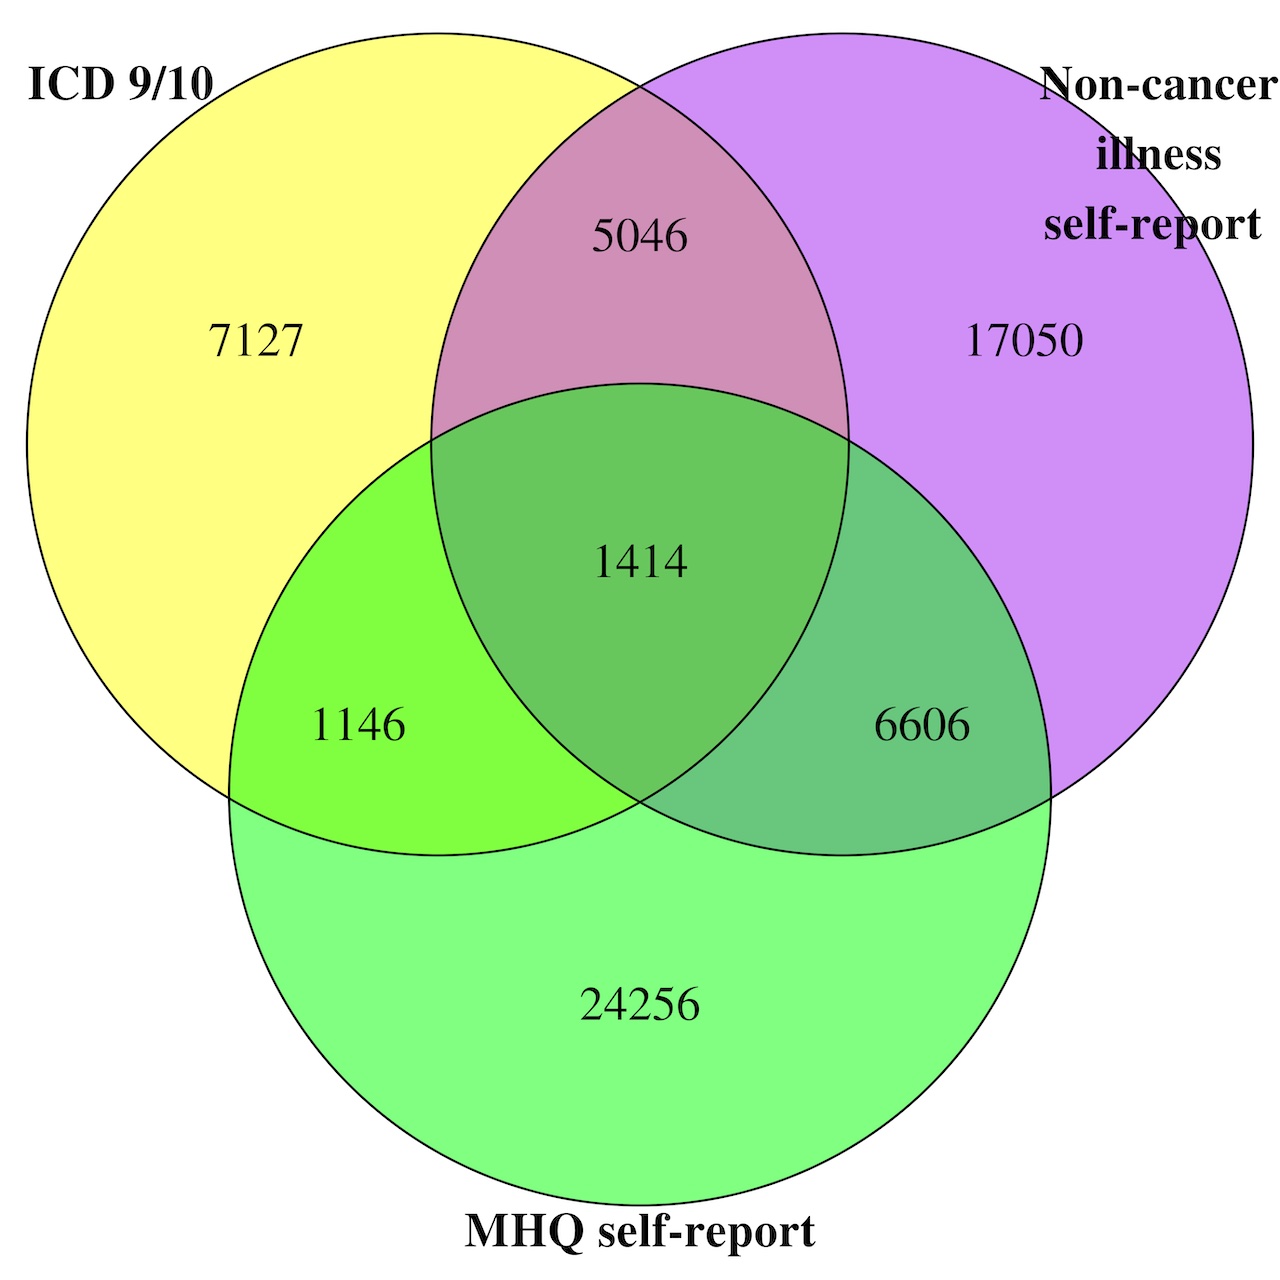 ICD 9/10
Non-cancer
illness
self-report
5046
7127
17050
1414
1146
6606
24256
MHQ self-report